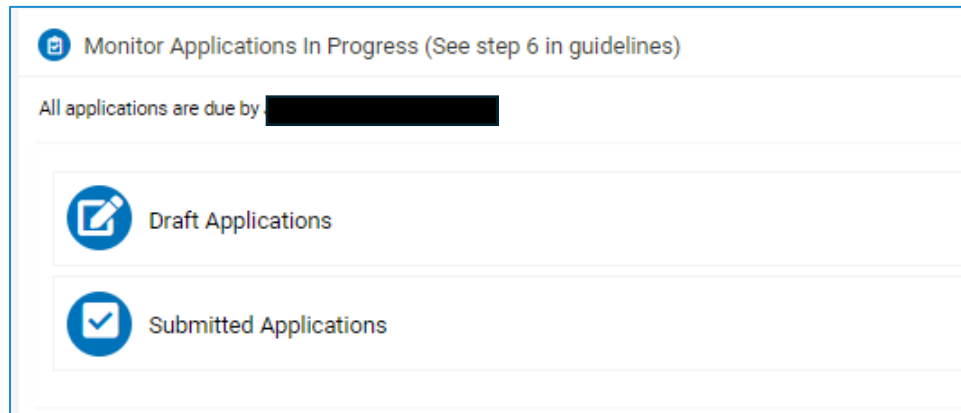 Monitor Applications In Progress (See step 6 in guidelines)
All applications are due by
Draft Applications
Submitted Applications